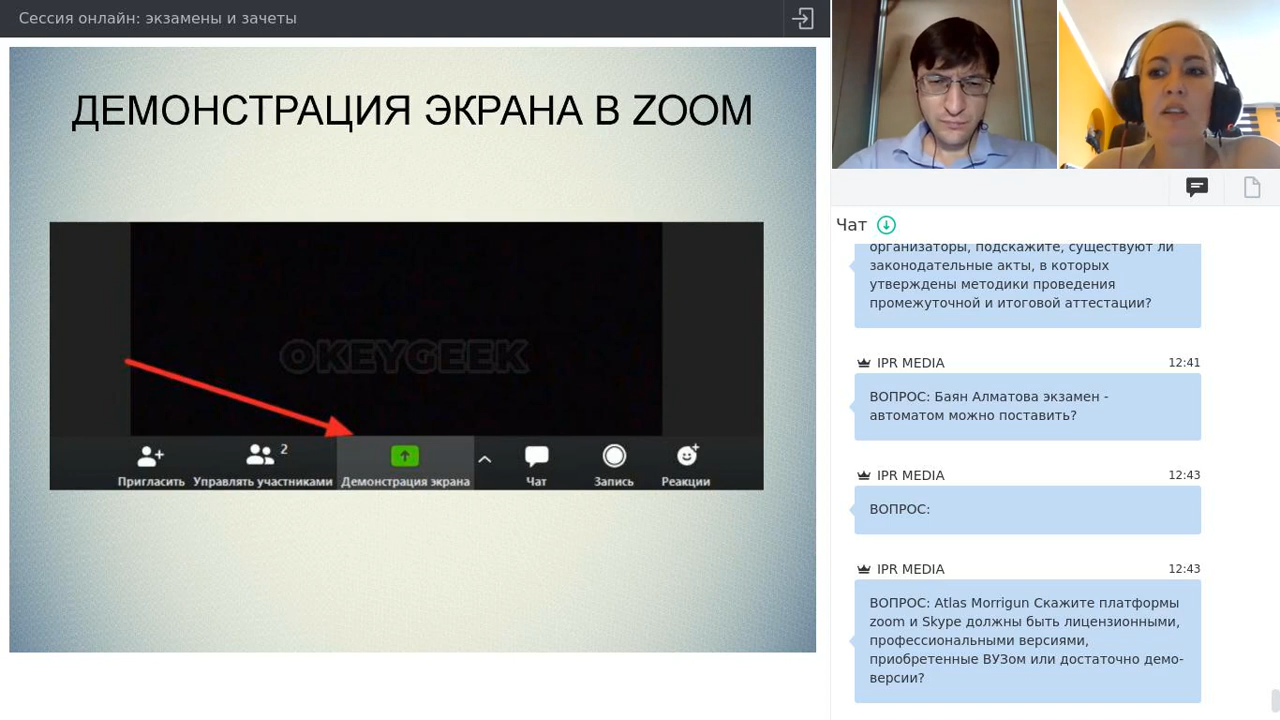 Сессия онлайн: экзамены и зачеты
ДЕМОНСТРАЦИЯ ЭКРАНА В ZOOM
OKEYGEEK
2
Пригласить
Управлять участниками
Демонстрация экрана
Чат
Запись
Реакции
Чат
организаторы, подскажите, существуют ли
законодательные акты, в которых
утверждены методики проведения
промежуточной и итоговой аттестации?
IPR MEDIA 12:41
ВОПРОС: Баян Алматова экзамен -
автоматом можно поставить?
IPR MEDIA 12:43
ВОПРОС:
IPR MEDIA 12:43
ВОПРОС: Atlas Morrigun Скажите платформы
zoom и Skype должны быть лицензионными,
профессиональными версиями,
приобретенные ВУЗом или достаточно демо-
версии?